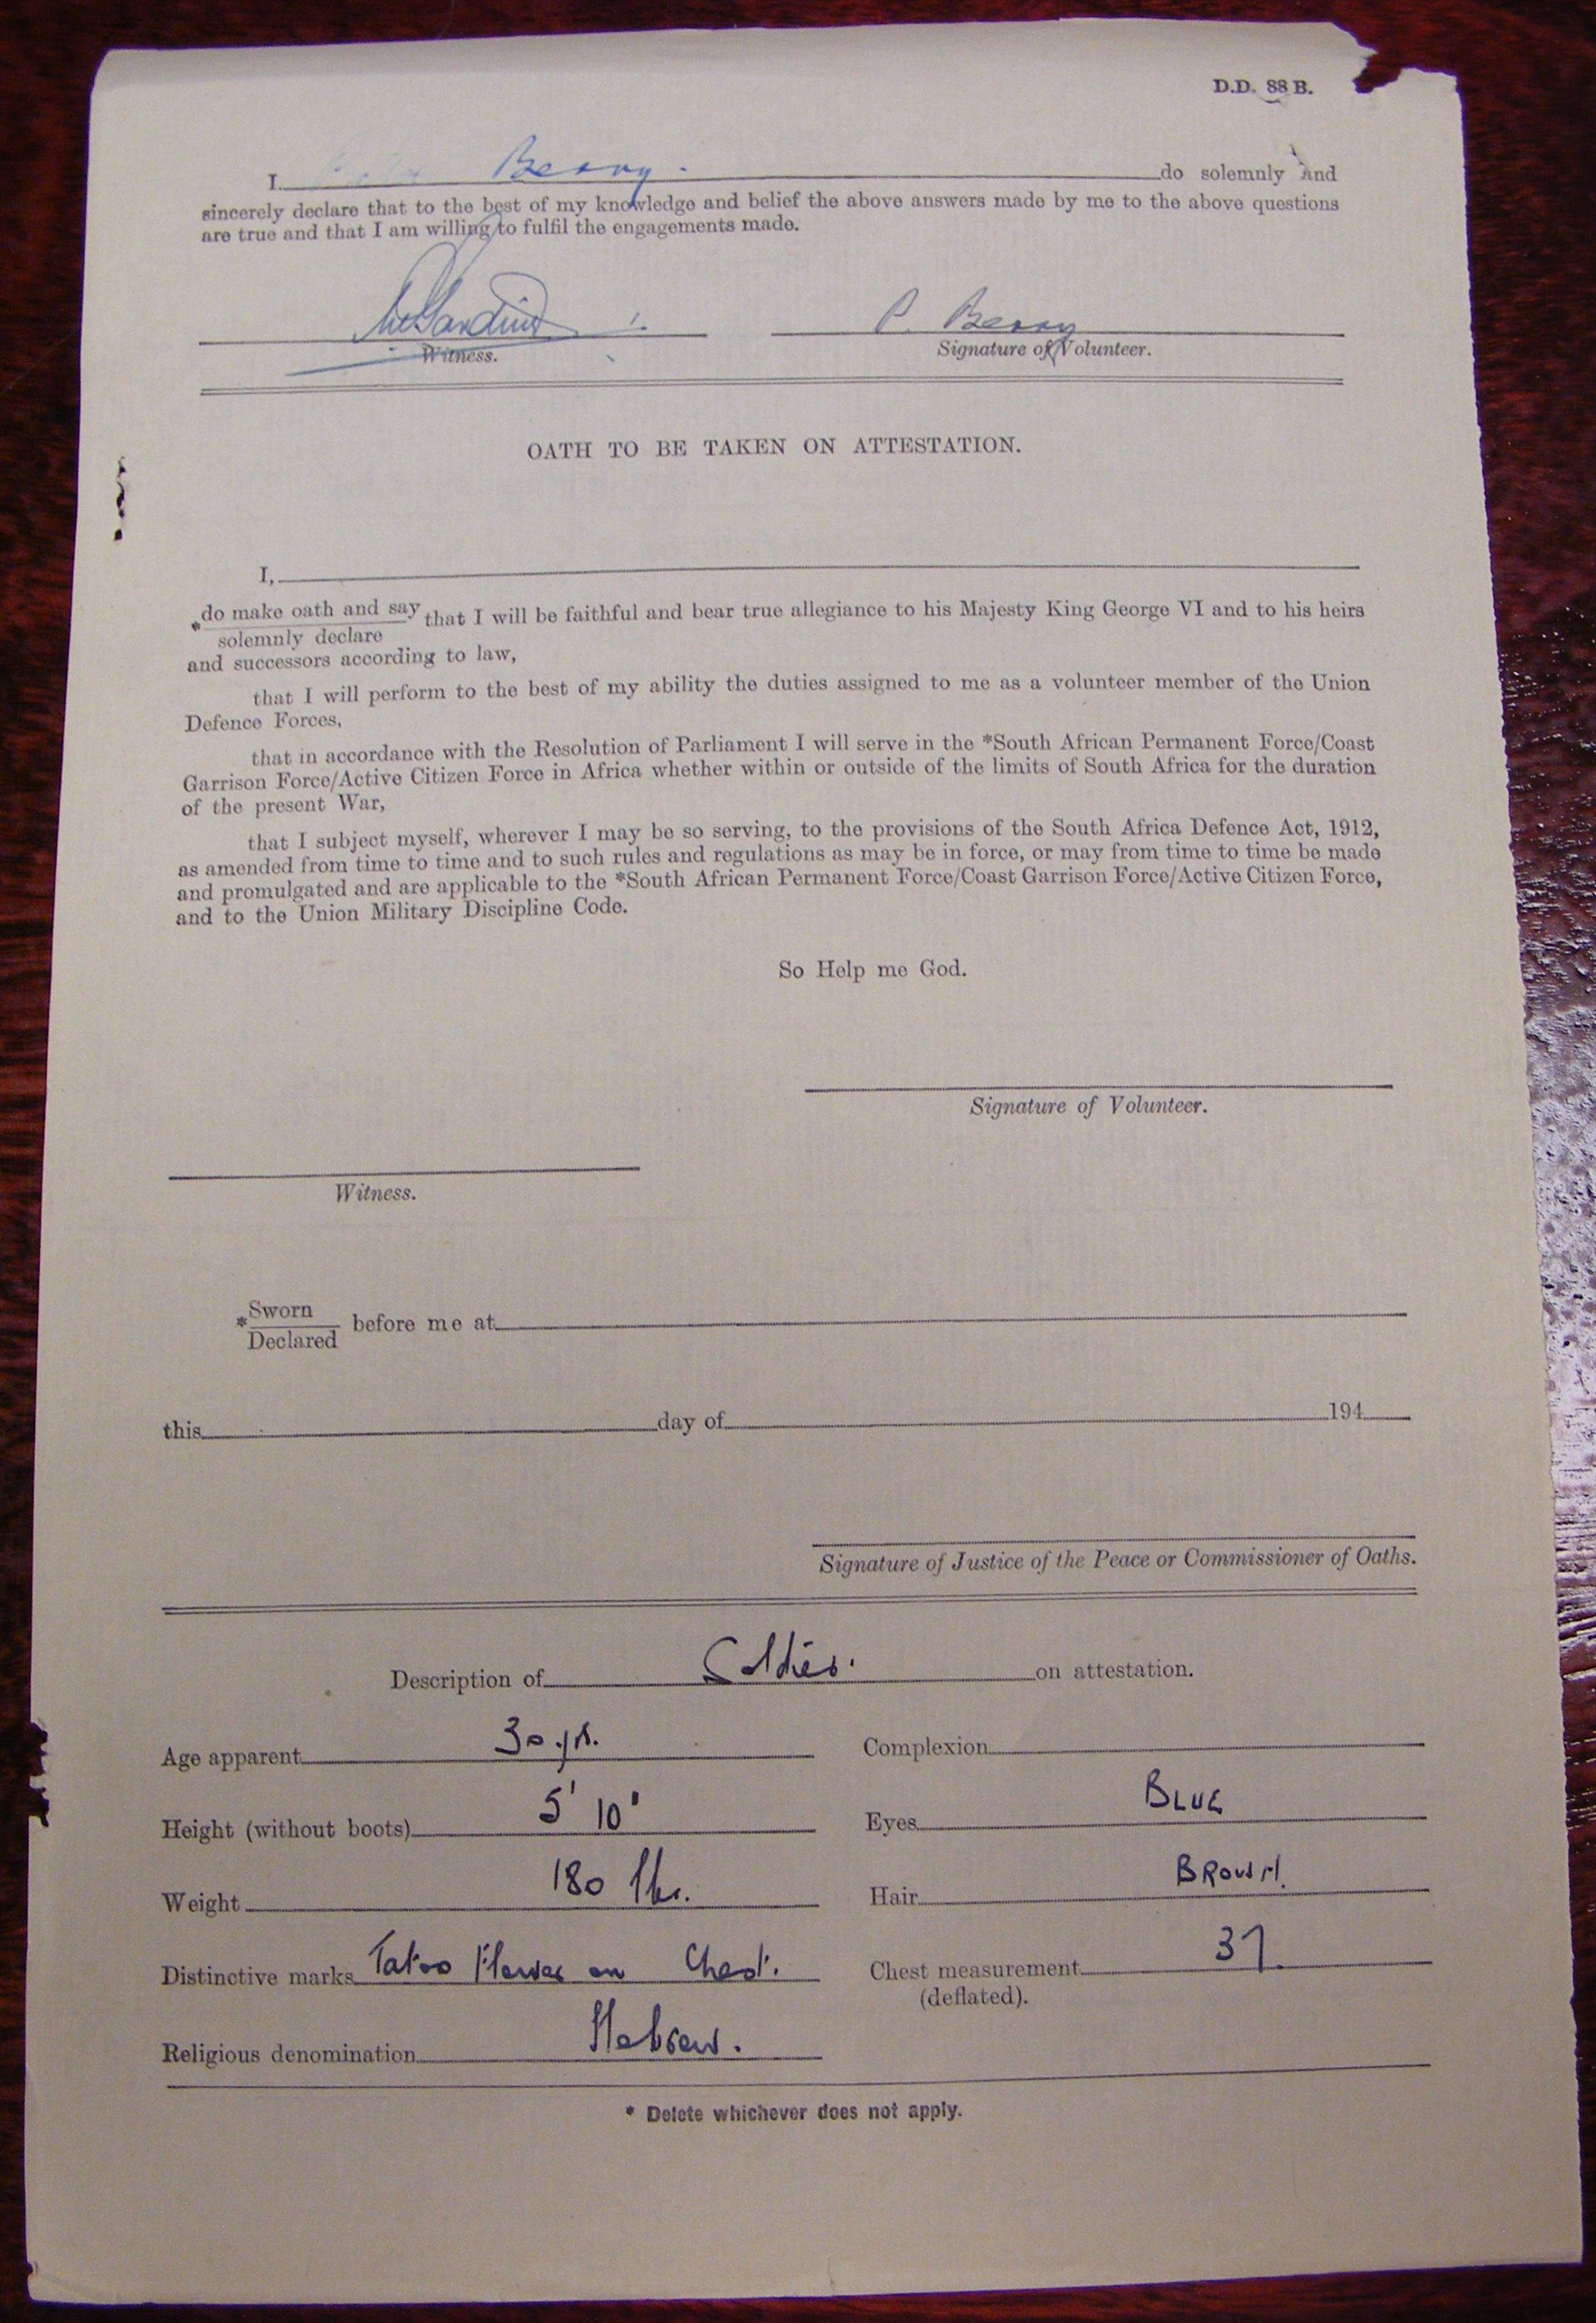 D.D. 88 B.
I Berry. do solemnly and
sincerely declare that to the best of my knowledge and belief the above answers made by me to the above questions
are true and that I am willing to fulfil the engagements made.
P. Berry
Witness. Signature of Volunteer.
OATH TO BE TAKEN ON ATTESTATION.
I,
*do make oath and say
solemnly declare
that I will be faithful and bear true allegiance to his Majesty King George VI and to his heirs
and successors according to law,
that I will perform to the best of my ability the duties assigned to me as a volunteer member of the Union
Defence Forces,
that in accordance with the Resolution of Parliament I will serve in the *South African Permanent Force/Coast
Garrison Force/Active Citizen Force in Africa whether within or outside of the limits of South Africa for the duration
of the present War,
that I subject myself, wherever I may be so serving, to the provisions of the South Africa Defence Act, 1912,
as amended from time to time and to such rules and regulations as may be in force, or may from time to time be made
and promulgated and are applicable to the *South African Permanent Force/Coast Garrison Force/Active Citizen Force,
and to the Union Military Discipline Code.
So Help me God.
Signature of Volunteer.
Witness.
*Sworn
Declared
before me at
this day of 194
Signature of Justice of the Peace or Commissioner of Oaths.
Description of Soldier. on attestation.
Age apparent 30 yrs. Complexion
Height (without boots) 5' 10" Eyes BLUE
Weight 180 lbs. Hair BROWN.
Distinctive marks Tatoo Flower on Chest. Chest measurement 37.
(deflated).
Religious denomination Hebrew.
* Delete whichever does not apply.